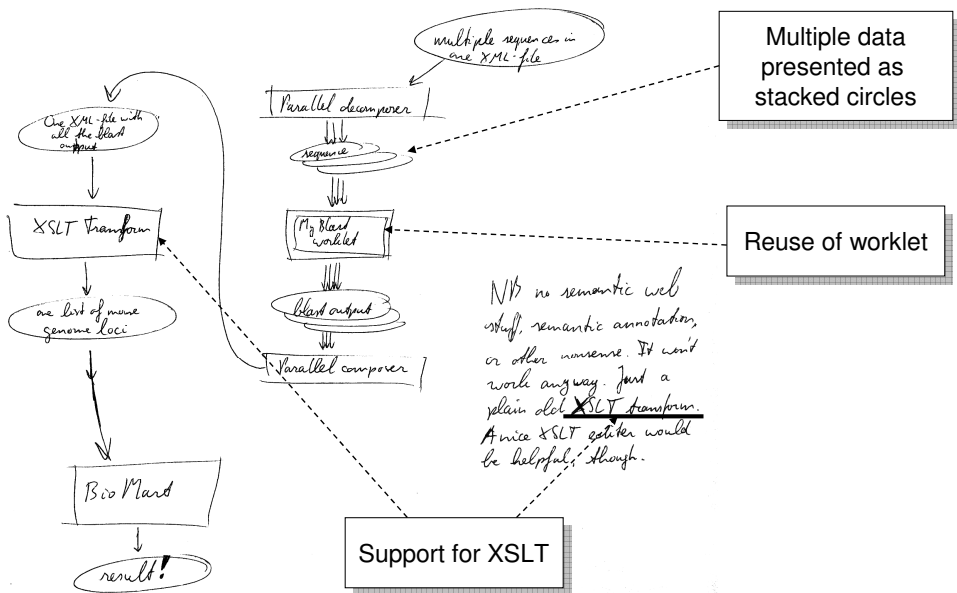 multiple sequences in
one XML-file
Parallel decomposer
sequence
My Blast
worklet
blast output
Parallel composer
One XML-file with
all the blast
output
XSLT Transform
one list of mouse
genome loci
BioMart
result!
NB no semantic web
stuff, semantic annotation,
or other nonsense. It won't
work anyway. Just a
plain old XSLT transform.
A nice XSLT would
be helpful, though.
Multiple data
presented as
stacked circles
Reuse of worklet
Support for XSLT